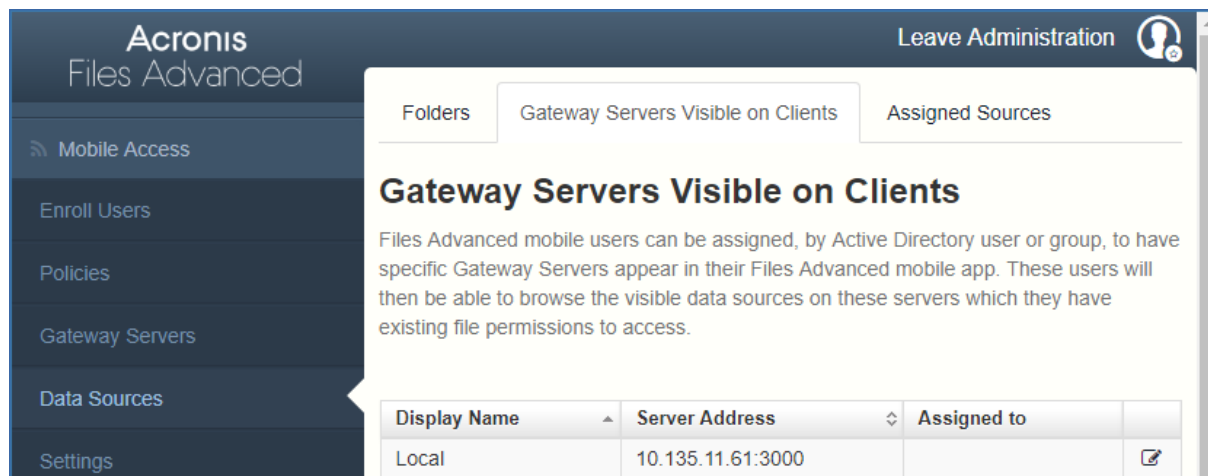 Acronis
Files Advanced
Leave Administration
Mobile Access
Enroll Users
Policies
Gateway Servers
Data Sources
Settings
Folders
Gateway Servers Visible on Clients
Assigned Sources
Gateway Servers Visible on Clients
Files Advanced mobile users can be assigned, by Active Directory user or group, to have
specific Gateway Servers appear in their Files Advanced mobile app. These users will
then be able to browse the visible data sources on these servers which they have
existing file permissions to access.
Display Name Server Address Assigned to
Local 10.135.11.61:3000